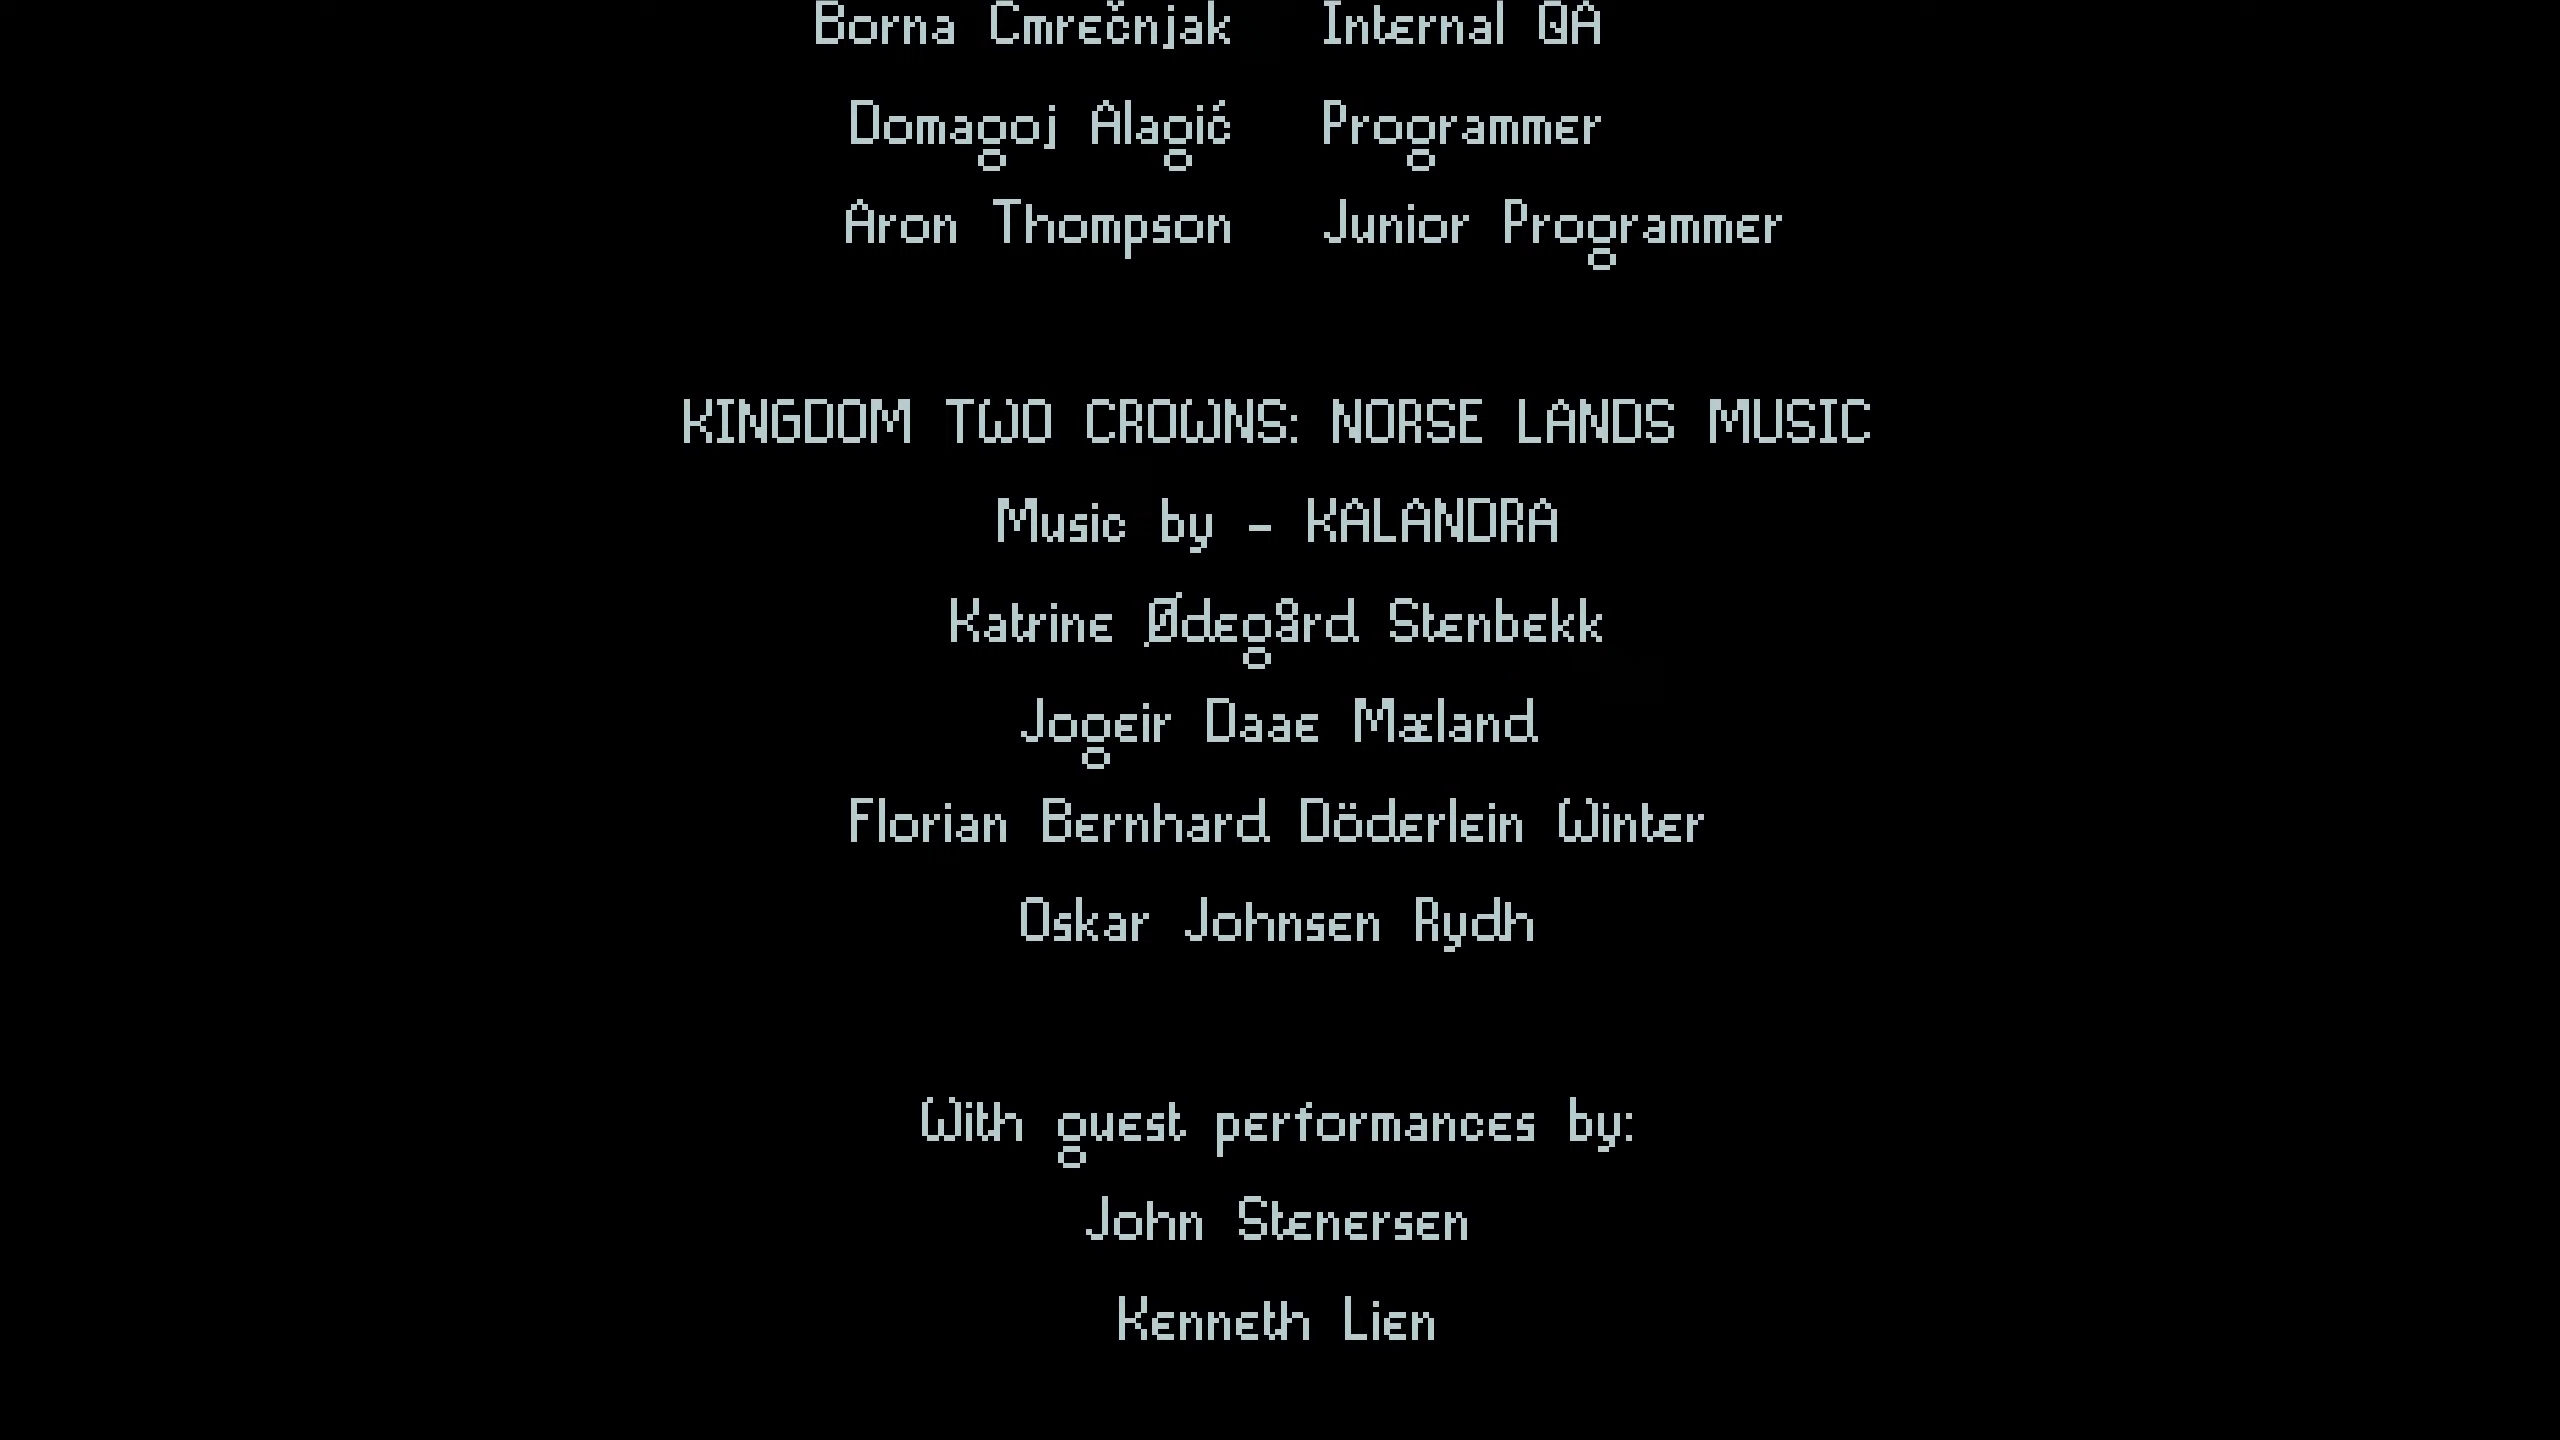 Borna Cmrečnjak Internal QA
Domagoj Alagić Programmer
Aron Thompson Junior Programmer
KINGDOM TWO CROWNS: NORSE LANDS MUSIC
Music by - KALANDRA
Katrine Ødegård Stenbekk
Jogeir Daae Mæland
Florian Bernhard Döderlein Winter
Oskar Johnsen Rydh
With guest performances by:
John Stenersen
Kenneth Lien